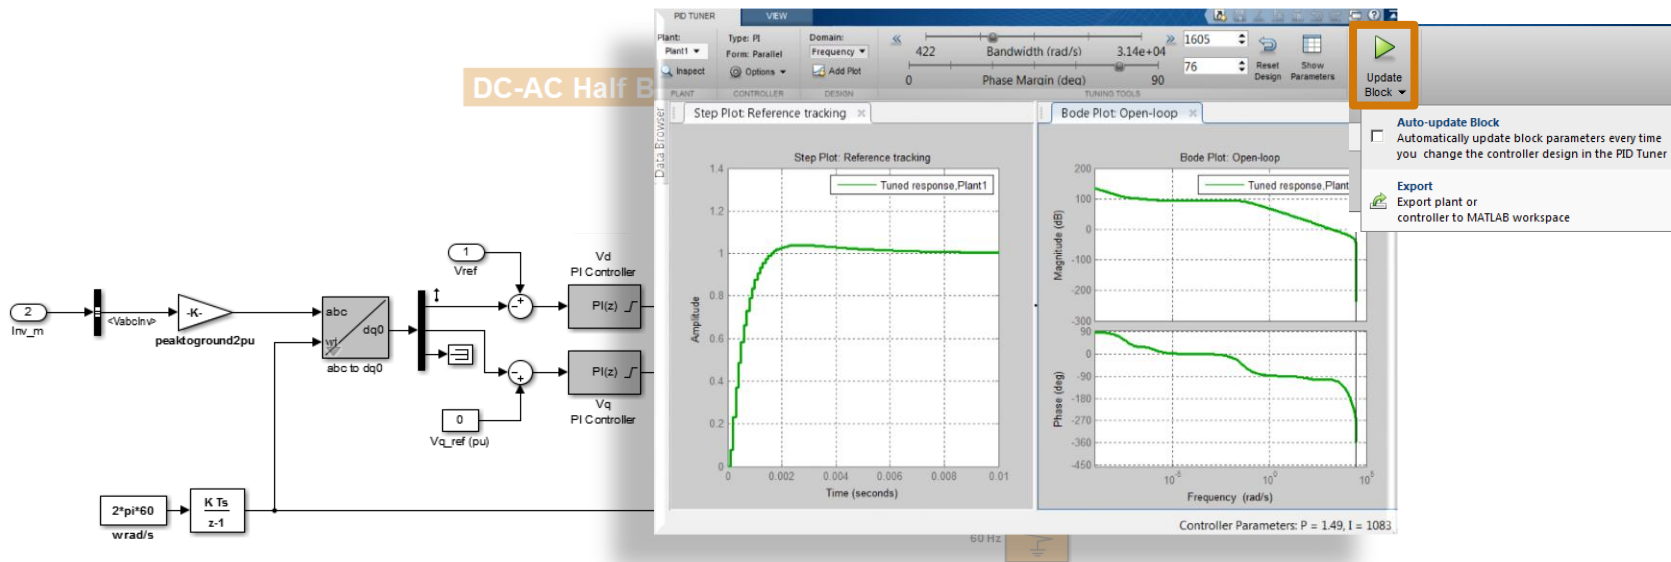 PID TUNER
VIEW
Plant:
Plant1
Inspect
PLANT
Type: PI
Form: Parallel
Options
CONTROLLER
Domain:
Frequency
Add Plot
DESIGN
422
Bandwidth (rad/s)
3.14e+04
0
Phase Margin (deg)
90
TUNING TOOLS
1605
76
Reset
Design
Show
Parameters
Update
Block
Auto-update Block
Automatically update block parameters every time
you change the controller design in the PID Tuner
Export
Export plant or
controller to MATLAB workspace
DC-AC Half B
Data Browser
Step Plot: Reference tracking
Bode Plot: Open-loop
Step Plot: Reference tracking
Tuned response,Plant1
1.4
1.2
1
0.8
0.6
0.4
0.2
0
Amplitude
0
0.002
0.004
0.006
0.008
0.01
Time (seconds)
Bode Plot: Open-loop
Tuned response,Plant
200
100
0
-100
-200
-300
Magnitude (dB)
90
0
-90
-180
-270
-360
-450
Phase (deg)
10-5
100
105
Frequency (rad/s)
Controller Parameters: P = 1.49, I = 1083
2
Inv_m
<VabcInv>
-K-
peaktoground2pu
abc
wt
dq0
abc to dq0
1
Vref
Vd
PI Controller
PI(z)
PI(z)
Vq
PI Controller
0
Vq_ref (pu)
2*pi*60
wrad/s
K Ts
z-1
60 Hz